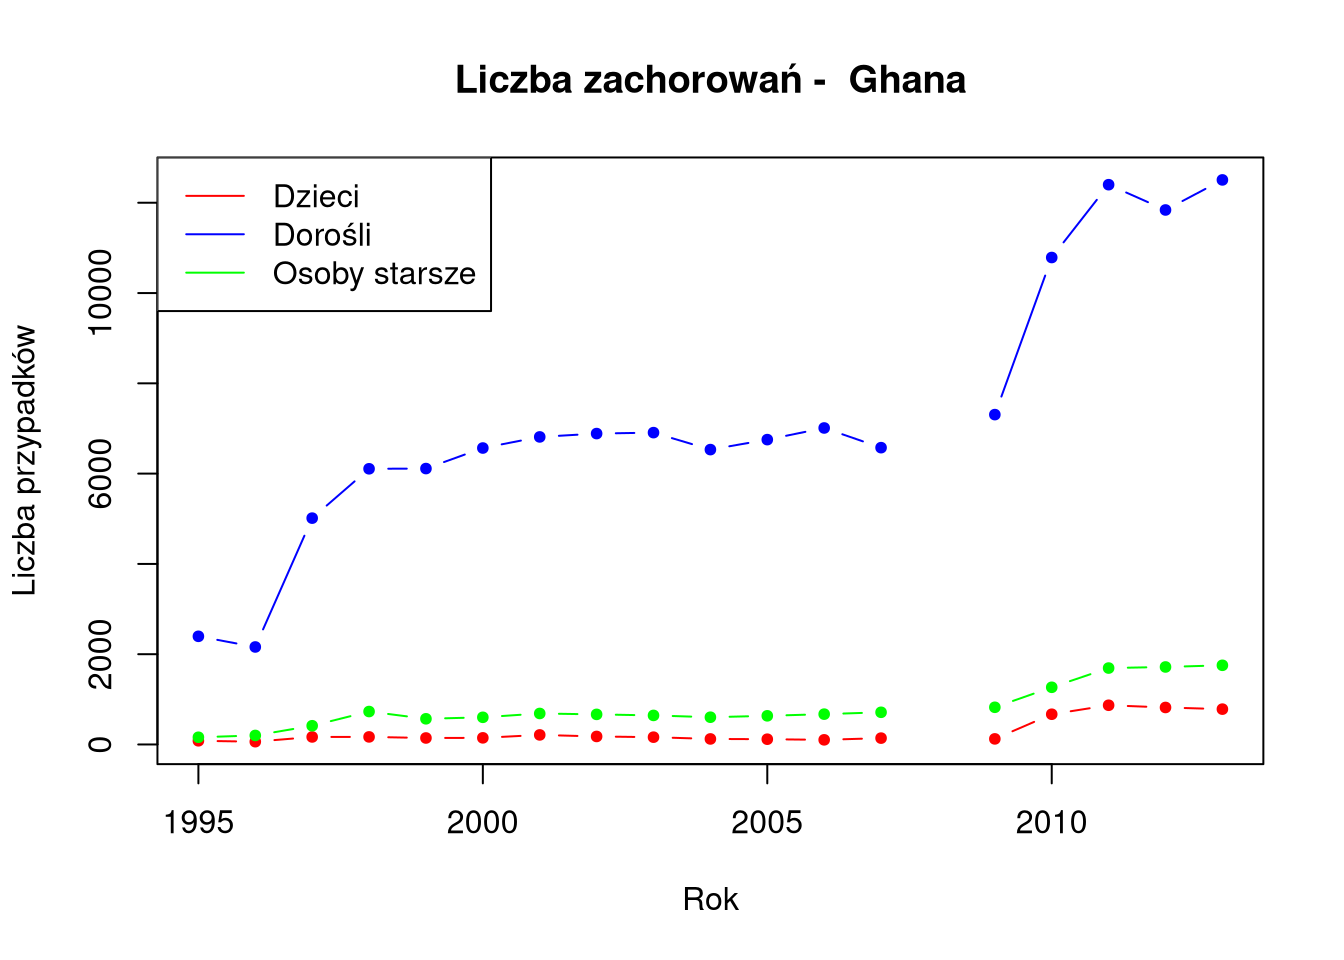 Liczba zachorowań -  Ghana
Dzieci
Dorośli
Osoby starsze
Liczba przypadków
10000
6000
2000
0
1995 2000 2005 2010
Rok